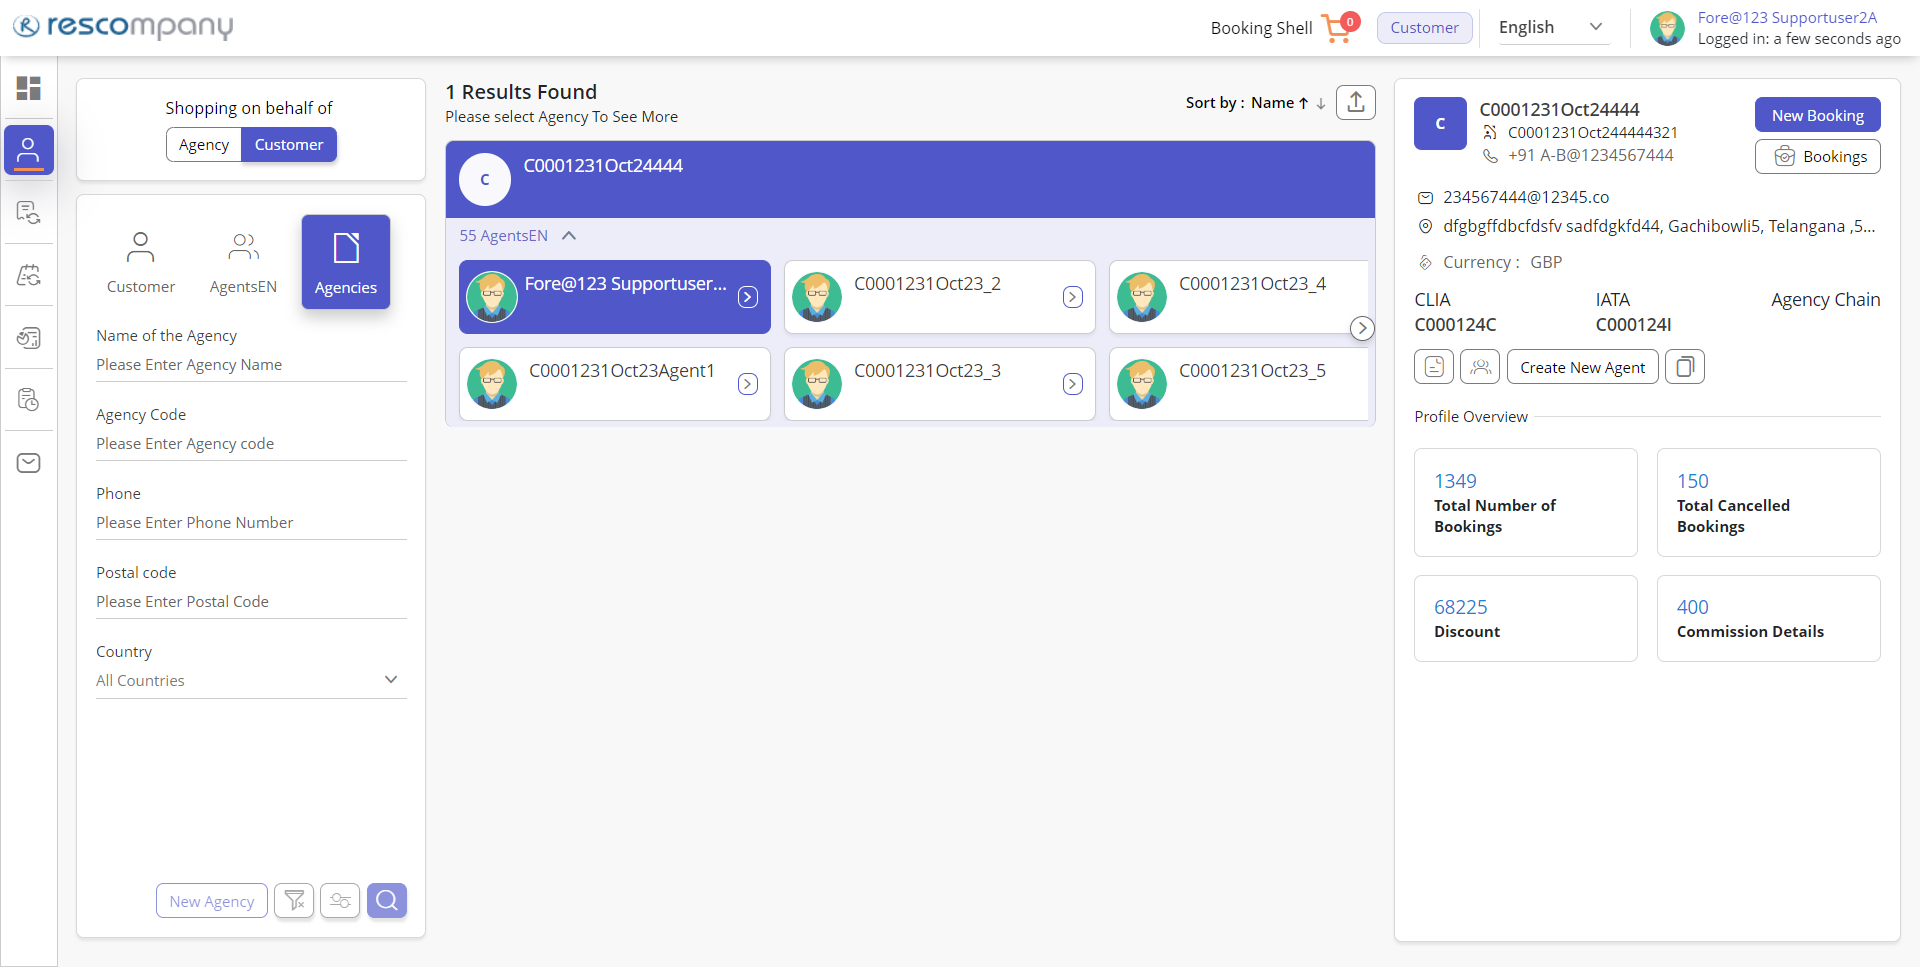 rescompany
Booking Shell
0
Customer
English
Fore@123 Supportuser2A
Logged in: a few seconds ago
Shopping on behalf of
Agency
Customer
Customer
AgentsEN
Agencies
Name of the Agency
Please Enter Agency Name
Agency Code
Please Enter Agency code
Phone
Please Enter Phone Number
Postal code
Please Enter Postal Code
Country
All Countries
New Agency
1 Results Found
Please select Agency To See More
Sort by : Name
C
C0001231Oct24444
55 AgentsEN
Fore@123 Supportuser...
C0001231Oct23_2
C0001231Oct23_4
C0001231Oct23Agent1
C0001231Oct23_3
C0001231Oct23_5
C
C0001231Oct24444
C0001231Oct244444321
+91 A-B@1234567444
New Booking
Bookings
234567444@12345.co
dfgbgffdbcfdsfv sadfdgkfd44, Gachibowli5, Telangana ,5...
Currency : GBP
CLIA
C000124C
IATA
C000124I
Agency Chain
Create New Agent
Profile Overview
1349
Total Number of
Bookings
150
Total Cancelled
Bookings
68225
Discount
400
Commission Details